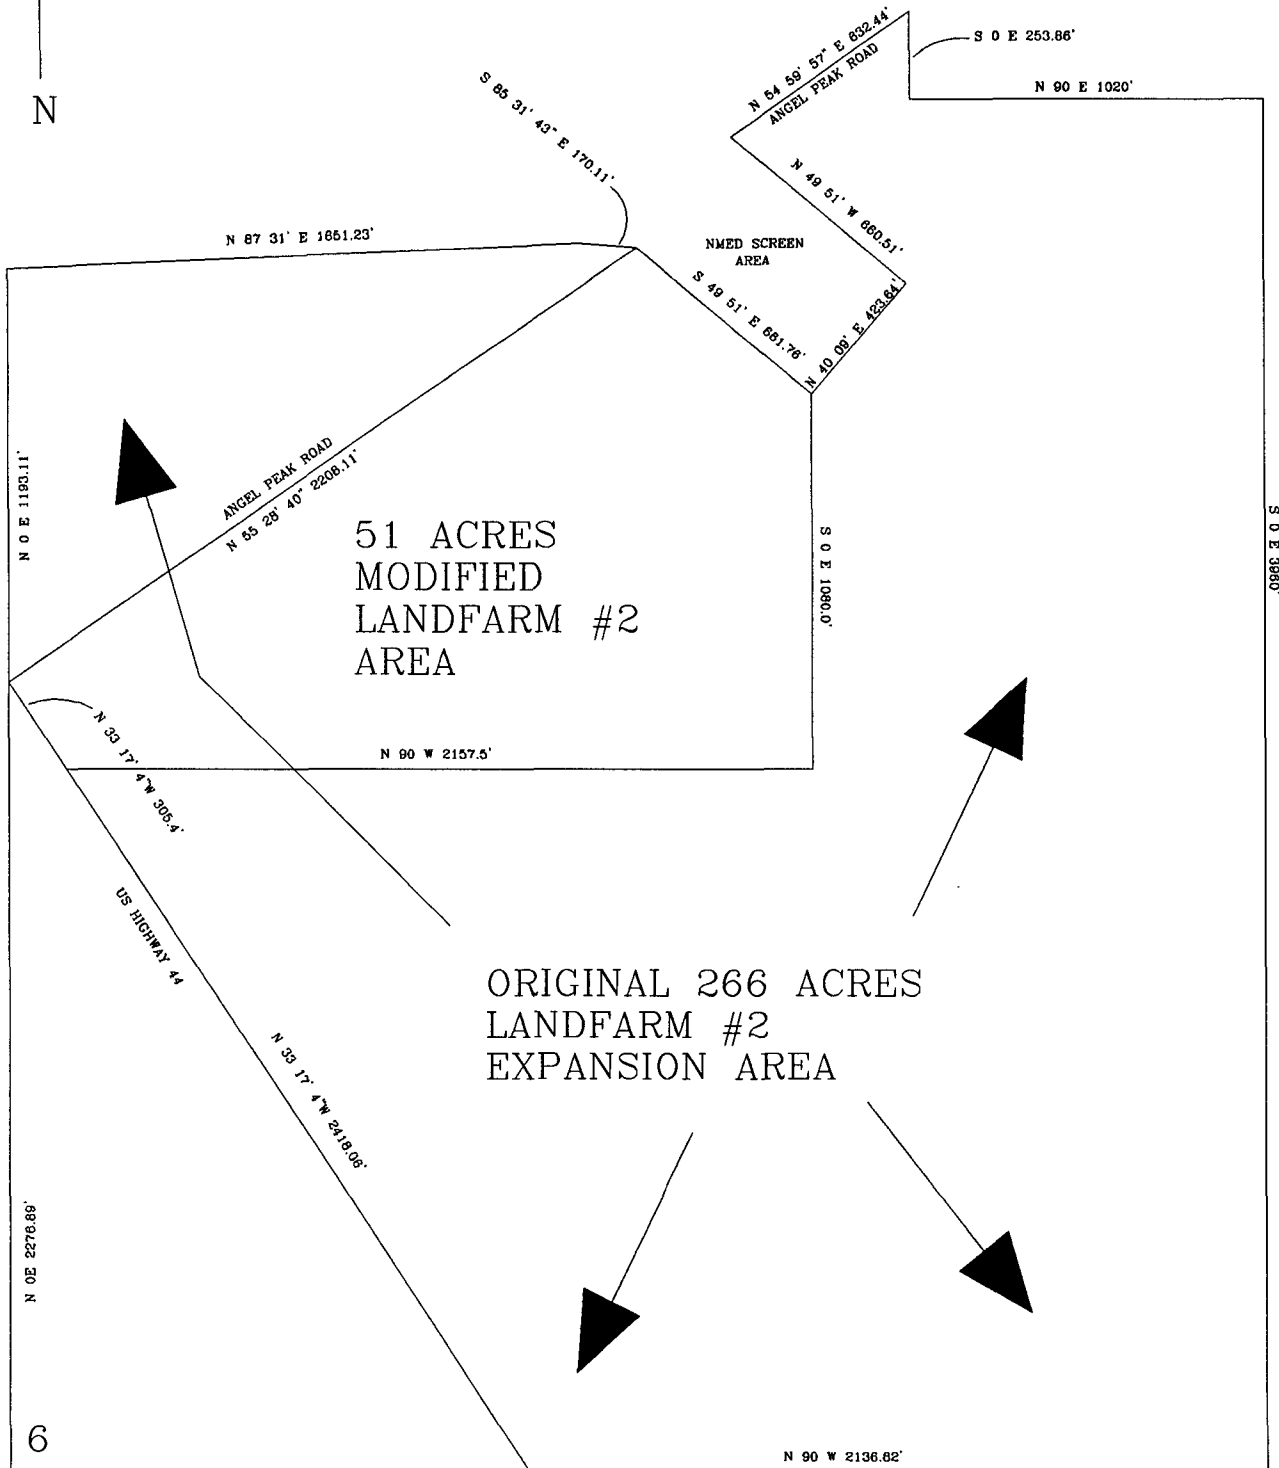 S 0 E 253.86'
N 54 59' 57" E 632.44'
ANGEL PEAK ROAD
N 90 E 1020'
N
S 85 31' 43" E 170.11'
N 49 51' W 660.51'
N 87 31' E 1651.23'
NMED SCREEN
AREA
S 49 51' E 661.76'
N 40 09' E 423.64'
N 0 E 1193.11'
ANGEL PEAK ROAD
N 55 28' 40" 2208.11'
51 ACRES
MODIFIED
LANDFARM #2
AREA
S 0 E 1080.0'
S 0 E 3960'
N 33 17' 4"W 305.4'
N 90 W 2157.5'
US HIGHWAY 44
ORIGINAL 266 ACRES
LANDFARM #2
EXPANSION AREA
N 33 17' 4"W 2418.06'
N 0E 2276.89'
6
N 90 W 2136.82'